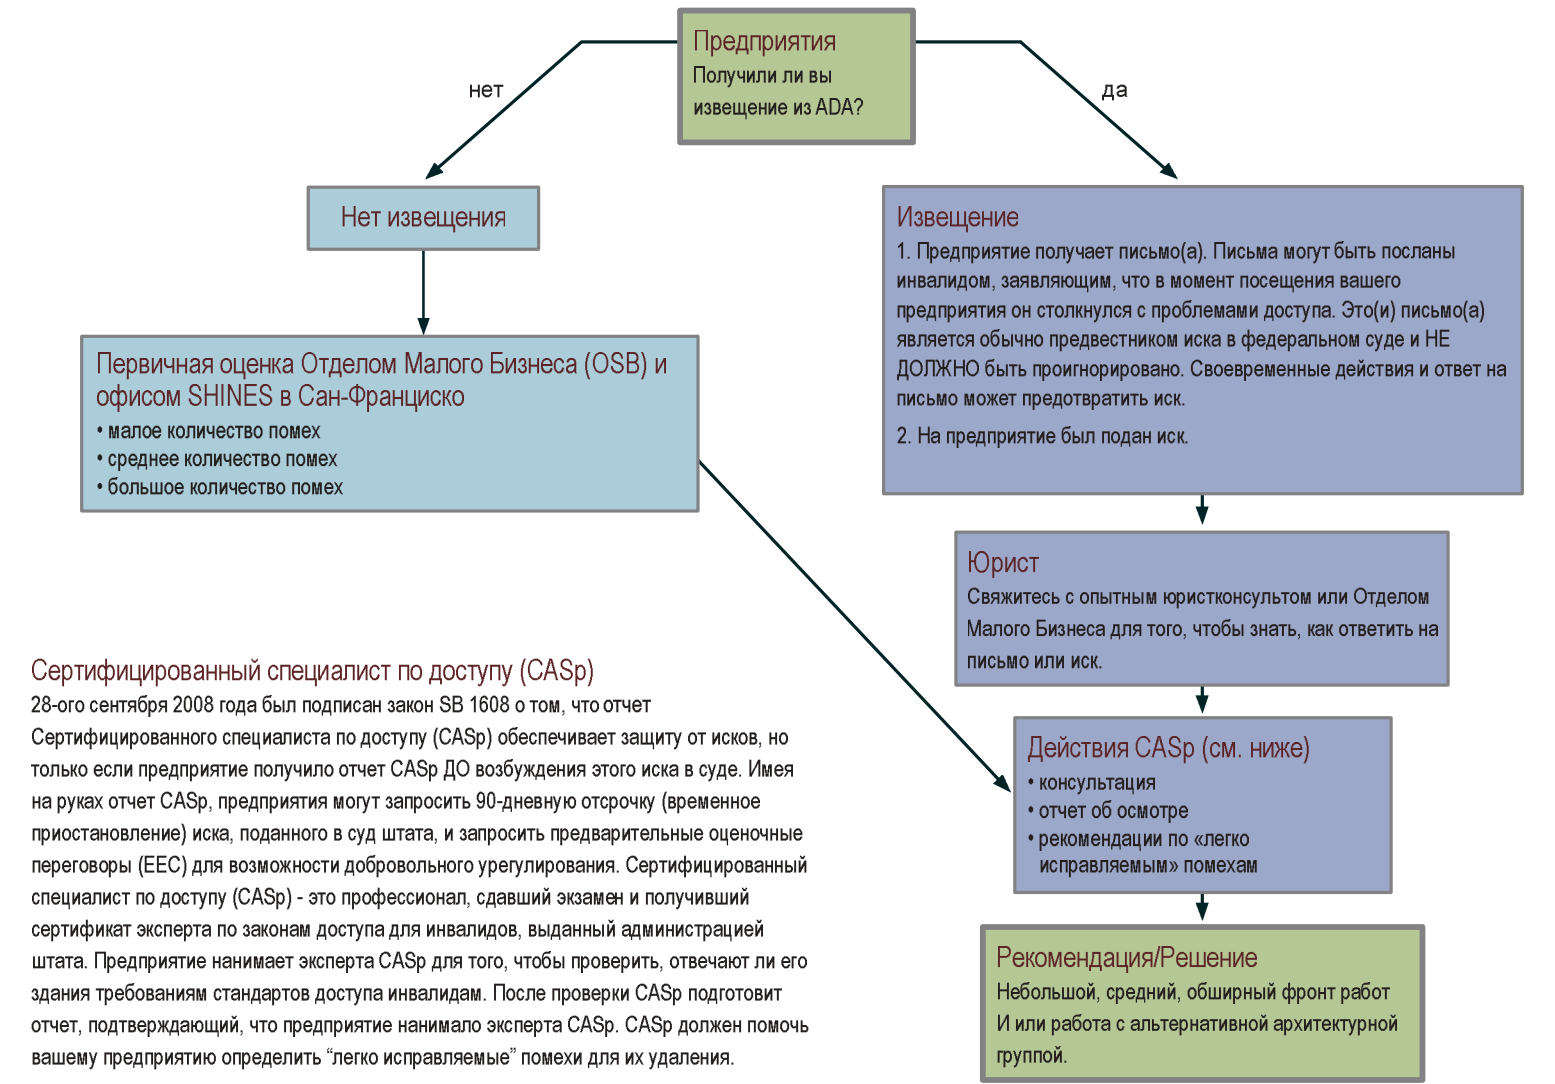 Предприятия
Получили ли вы
извещение из ADA?
нет
да
Нет извещения
Первичная оценка Отделом Малого Бизнеса (OSB) и
офисом SHINES в Сан-Франциско
• малое количество помех
• среднее количество помех
• большое количество помех
Извещение
1. Предприятие получает письмо(а). Письма могут быть посланы
инвалидом, заявляющим, что в момент посещения вашего
предприятия он столкнулся с проблемами доступа. Это(и) письмо(а)
является обычно предвестником иска в федеральном суде и НЕ
ДОЛЖНО быть проигнорировано. Своевременные действия и ответ на
письмо может предотвратить иск.
2. На предприятие был подан иск.
Юрист
Свяжитесь с опытным юристконсультом или Отделом
Малого Бизнеса для того, чтобы знать, как ответить на
письмо или иск.
Действия CASp (см. ниже)
• консультация
• отчет об осмотре
• рекомендации по «легко
исправляемым» помехам
Рекомендация/Решение
Небольшой, средний, обширный фронт работ
И или работа с альтернативной архитектурной
группой.
Сертифицированный специалист по доступу (CASp)
28-ого сентября 2008 года был подписан закон SB 1608 о том, что отчет
Сертифицированного специалиста по доступу (CASp) обеспечивает защиту от исков, но
только если предприятие получило отчет CASp ДО возбуждения этого иска в суде. Имея
на руках отчет CASp, предприятия могут запросить 90-дневную отсрочку (временное
приостановление) иска, поданного в суд штата, и запросить предварительные оценочные
переговоры (EEC) для возможности добровольного урегулирования. Сертифицированный
специалист по доступу (CASp) - это профессионал, сдавший экзамен и получивший
сертификат эксперта по законам доступа для инвалидов, выданный администрацией
штата. Предприятие нанимает эксперта CASp для того, чтобы проверить, отвечают ли его
здания требованиям стандартов доступа инвалидам. После проверки CASp подготовит
отчет, подтверждающий, что предприятие нанимало эксперта CASp. CASp должен помочь
вашему предприятию определить “легко исправляемые” помехи для их удаления.